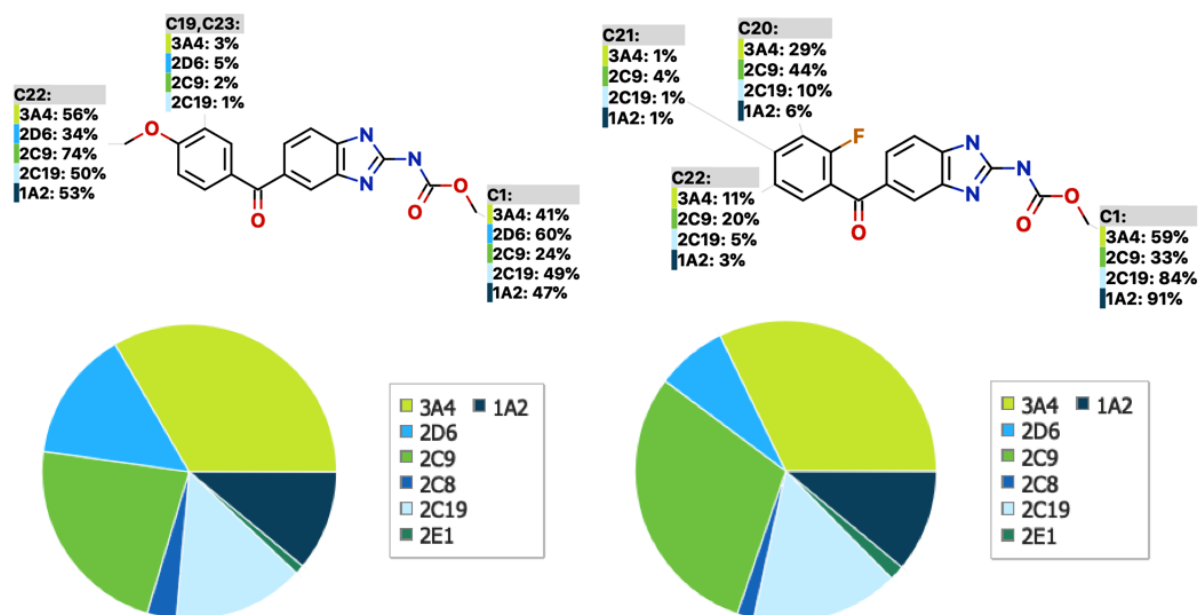 C19,C23:
3A4: 3%
2D6: 5%
2C9: 2%
2C19: 1%
C22:
3A4: 56%
2D6: 34%
2C9: 74%
2C19: 50%
1A2: 53%
O
O
N
N
N
O
O
C1:
3A4: 41%
2D6: 60%
2C9: 24%
2C19: 49%
1A2: 47%
C21:
3A4: 1%
2C9: 4%
2C19: 1%
1A2: 1%
C20:
3A4: 29%
2C9: 44%
2C19: 10%
1A2: 6%
C22:
3A4: 11%
2C9: 20%
2C19: 5%
1A2: 3%
F
O
N
N
N
O
O
C1:
3A4: 59%
2C9: 33%
2C19: 84%
1A2: 91%
3A4 1A2
2D6
2C9
2C8
2C19
2E1
3A4 1A2
2D6
2C9
2C8
2C19
2E1